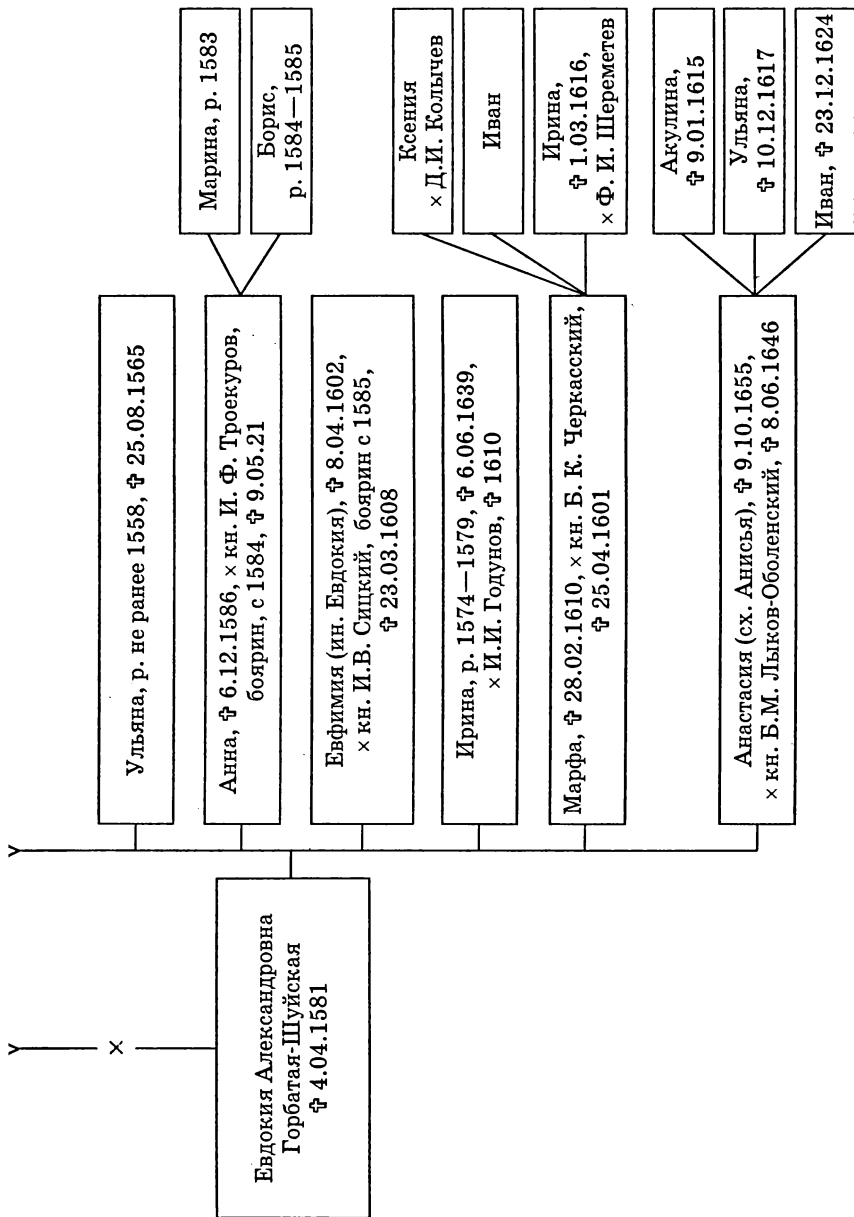 Евдокия Александровна
Горбатая-Шуйская
✞ 4.04.1581
×
Ульяна, р. не ранее 1558, ✞ 25.08.1565
Анна, ✞ 6.12.1586, × кн. И. Ф. Троекуров,
боярин, с 1584, ✞ 9.05.21
Марина, р. 1583
Борис,
р. 1584—1585
Евфимия (ин. Евдокия), ✞ 8.04.1602,
× кн. И.В. Сицкий, боярин с 1585,
✞ 23.03.1608
Ирина, р. 1574—1579, ✞ 6.06.1639,
× И.И. Годунов, ✞ 1610
Марфа, ✞ 28.02.1610, × кн. Б. К. Черкасский,
✞ 25.04.1601
Ксения
× Д.И. Колычев
Иван
Ирина,
✞ 1.03.1616,
× Ф. И. Шереметев
Анастасия (сх. Анисья), ✞ 9.10.1655,
× кн. Б.М. Лыков-Оболенский, ✞ 8.06.1646
Акулина,
✞ 9.01.1615
Ульяна,
✞ 10.12.1617
Иван, ✞ 23.12.1624